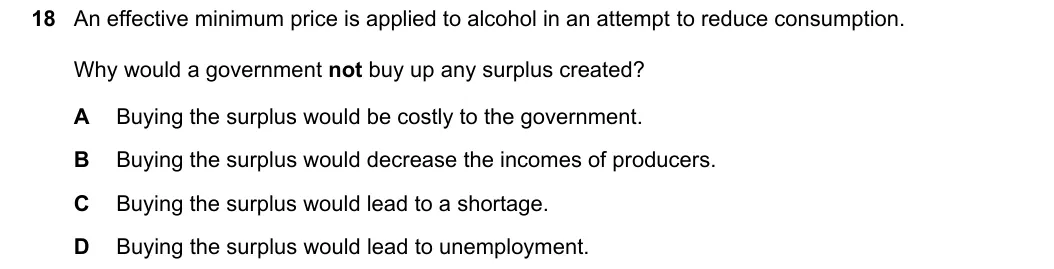 18 An effective minimum price is applied to alcohol in an attempt to reduce consumption.
Why would a government not buy up any surplus created?
A Buying the surplus would be costly to the government.
B Buying the surplus would decrease the incomes of producers.
C Buying the surplus would lead to a shortage.
D Buying the surplus would lead to unemployment.